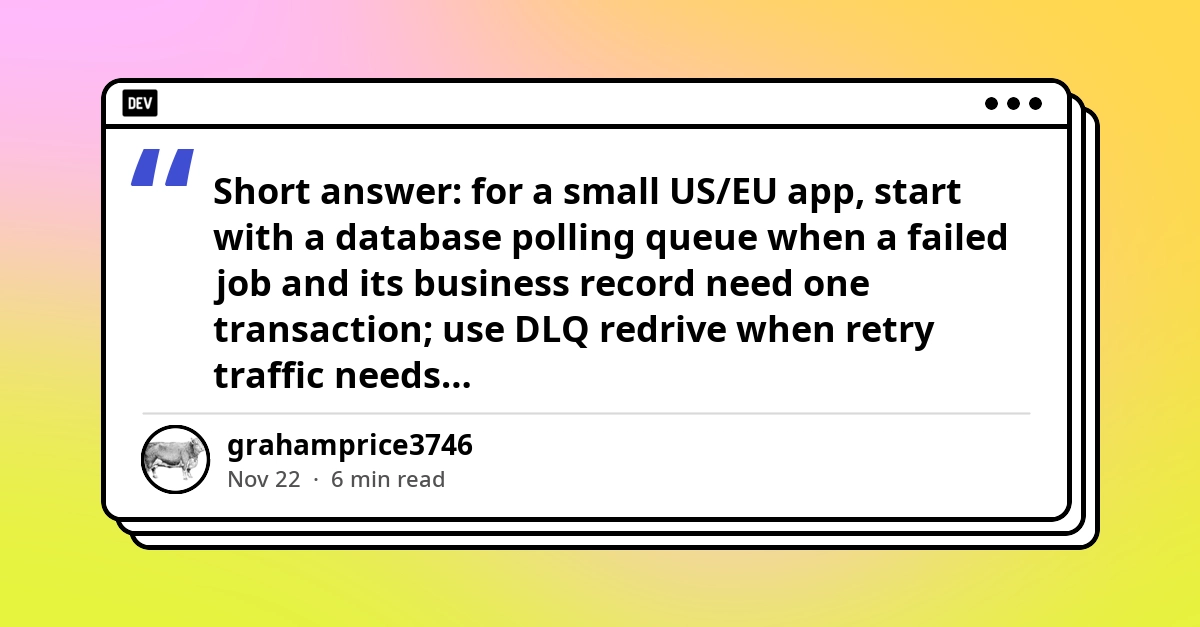 DEV
“
Short answer: for a small US/EU app, start
with a database polling queue when a failed
job and its business record need one
transaction; use DLQ redrive when retry
traffic needs...
grahamprice3746
Nov 22 · 6 min read